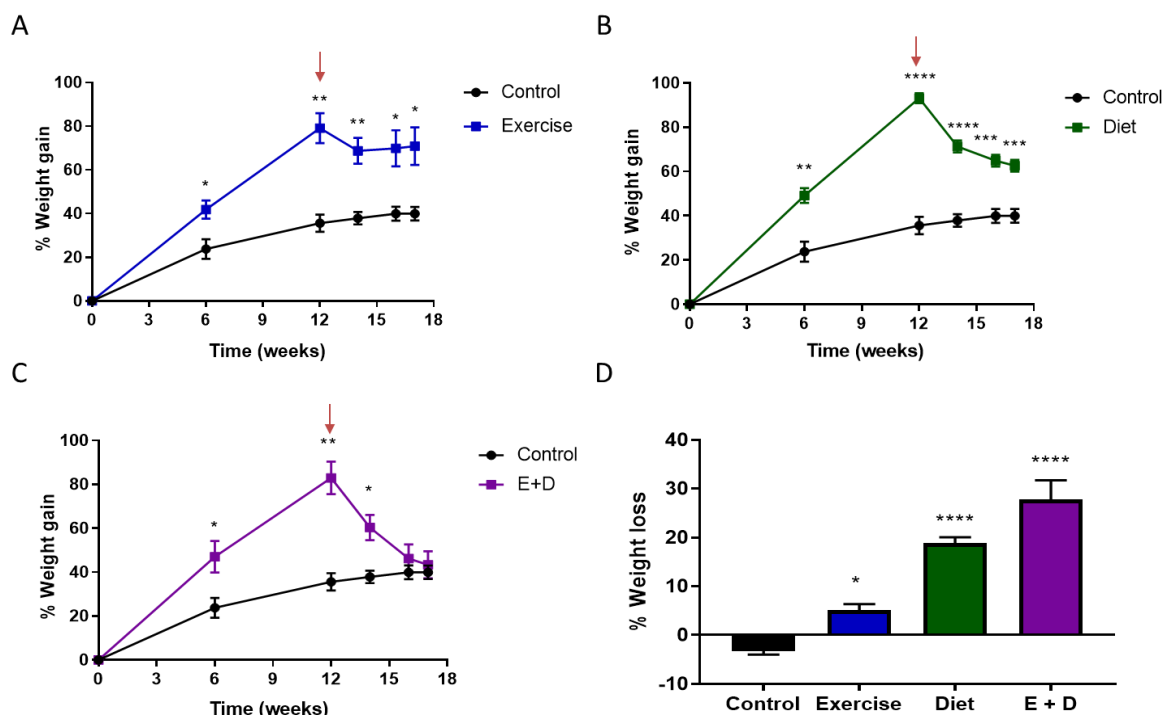 A
100
80
60
40
20
0
% Weight gain
**
**
*
*
*
Control
Exercise
0 3 6 9 12 15 18
Time (weeks)
B
100
80
60
40
20
0
% Weight gain
****
****
***
***
**
Control
Diet
0 3 6 9 12 15 18
Time (weeks)
C
100
80
60
40
20
0
% Weight gain
**
*
*
Control
E+D
0 3 6 9 12 15 18
Time (weeks)
D
40
30
20
10
0
-10
% Weight loss
****
****
*
Control Exercise Diet E + D